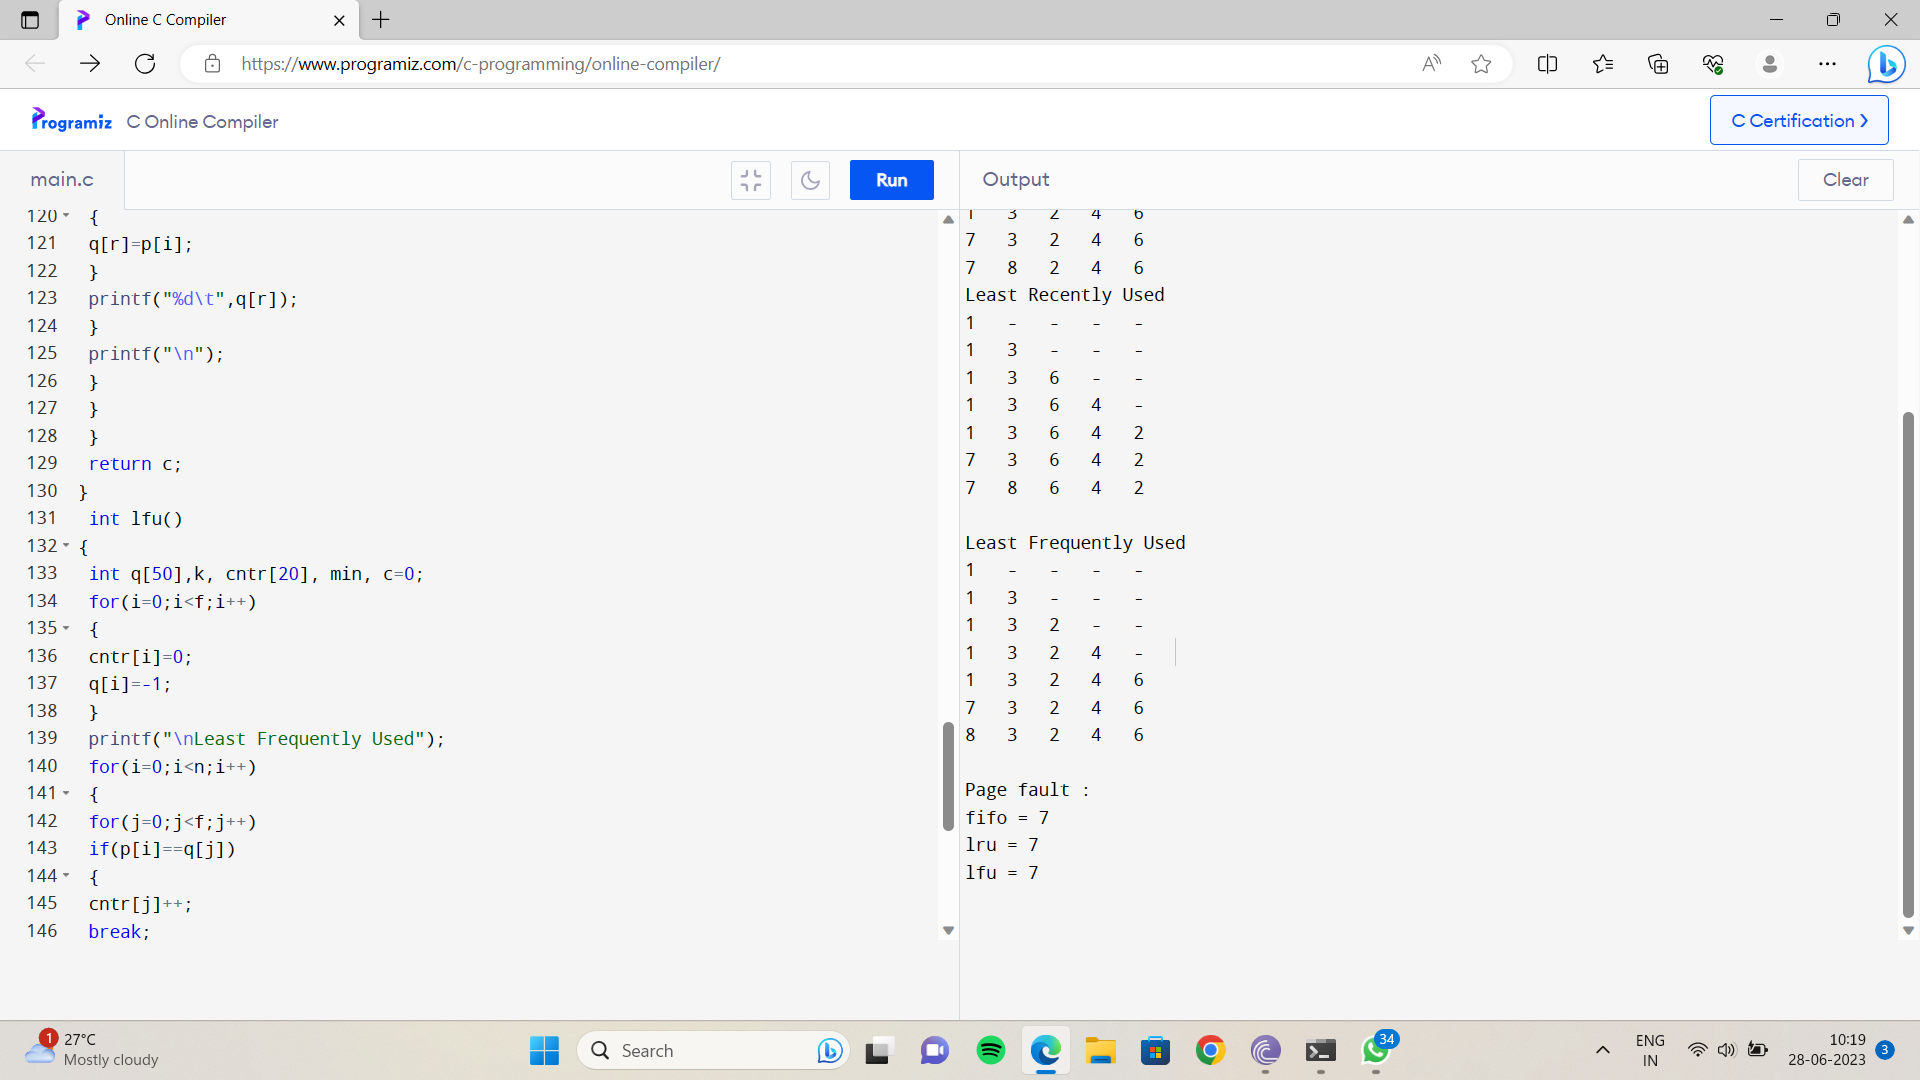 Online C Compiler
https://www.programiz.com/c-programming/online-compiler/
Programiz C Online Compiler
C Certification
main.c
Run
Output
Clear
120 {
121 q[r]=p[i];
122 }
123 printf("%d\t",q[r]);
124 }
125 printf("\n");
126 }
127 }
128 }
129 return c;
130 }
131 int lfu()
132 {
133 int q[50],k, cntr[20], min, c=0;
134 for(i=0;i<f;i++)
135 {
136 cntr[i]=0;
137 q[i]=-1;
138 }
139 printf("\nLeast Frequently Used");
140 for(i=0;i<n;i++)
141 {
142 for(j=0;j<f;j++)
143 if(p[i]==q[j])
144 {
145 cntr[j]++;
146 break;
1 3 2 4 6
7 3 2 4 6
7 8 2 4 6
Least Recently Used
1 - - - -
1 3 - - -
1 3 6 - -
1 3 6 4 -
1 3 6 4 2
7 3 6 4 2
7 8 6 4 2
Least Frequently Used
1 - - - -
1 3 - - -
1 3 2 - -
1 3 2 4 -
1 3 2 4 6
7 3 2 4 6
8 3 2 4 6
Page fault :
fifo = 7
lru = 7
lfu = 7
1
27°C
Mostly cloudy
Search
34
ENG
IN
10:19
28-06-2023
3